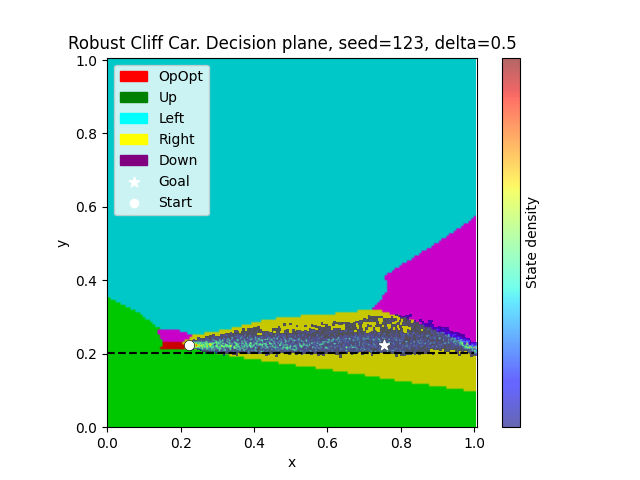 Robust Cliff Car. Decision plane, seed=123, delta=0.5
1.0
0.8
0.6
0.4
0.2
0.0
y
OpOpt
Up
Left
Right
Down
Goal
Start
0.0 0.2 0.4 0.6 0.8 1.0
x
State density